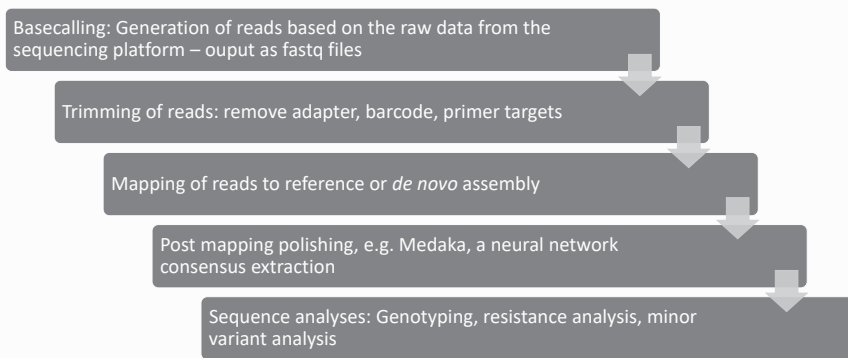 Basecalling: Generation of reads based on the raw data from the
sequencing platform – ouput as fastq files
Trimming of reads: remove adapter, barcode, primer targets
Mapping of reads to reference or de novo assembly
Post mapping polishing, e.g. Medaka, a neural network
consensus extraction
Sequence analyses: Genotyping, resistance analysis, minor
variant analysis